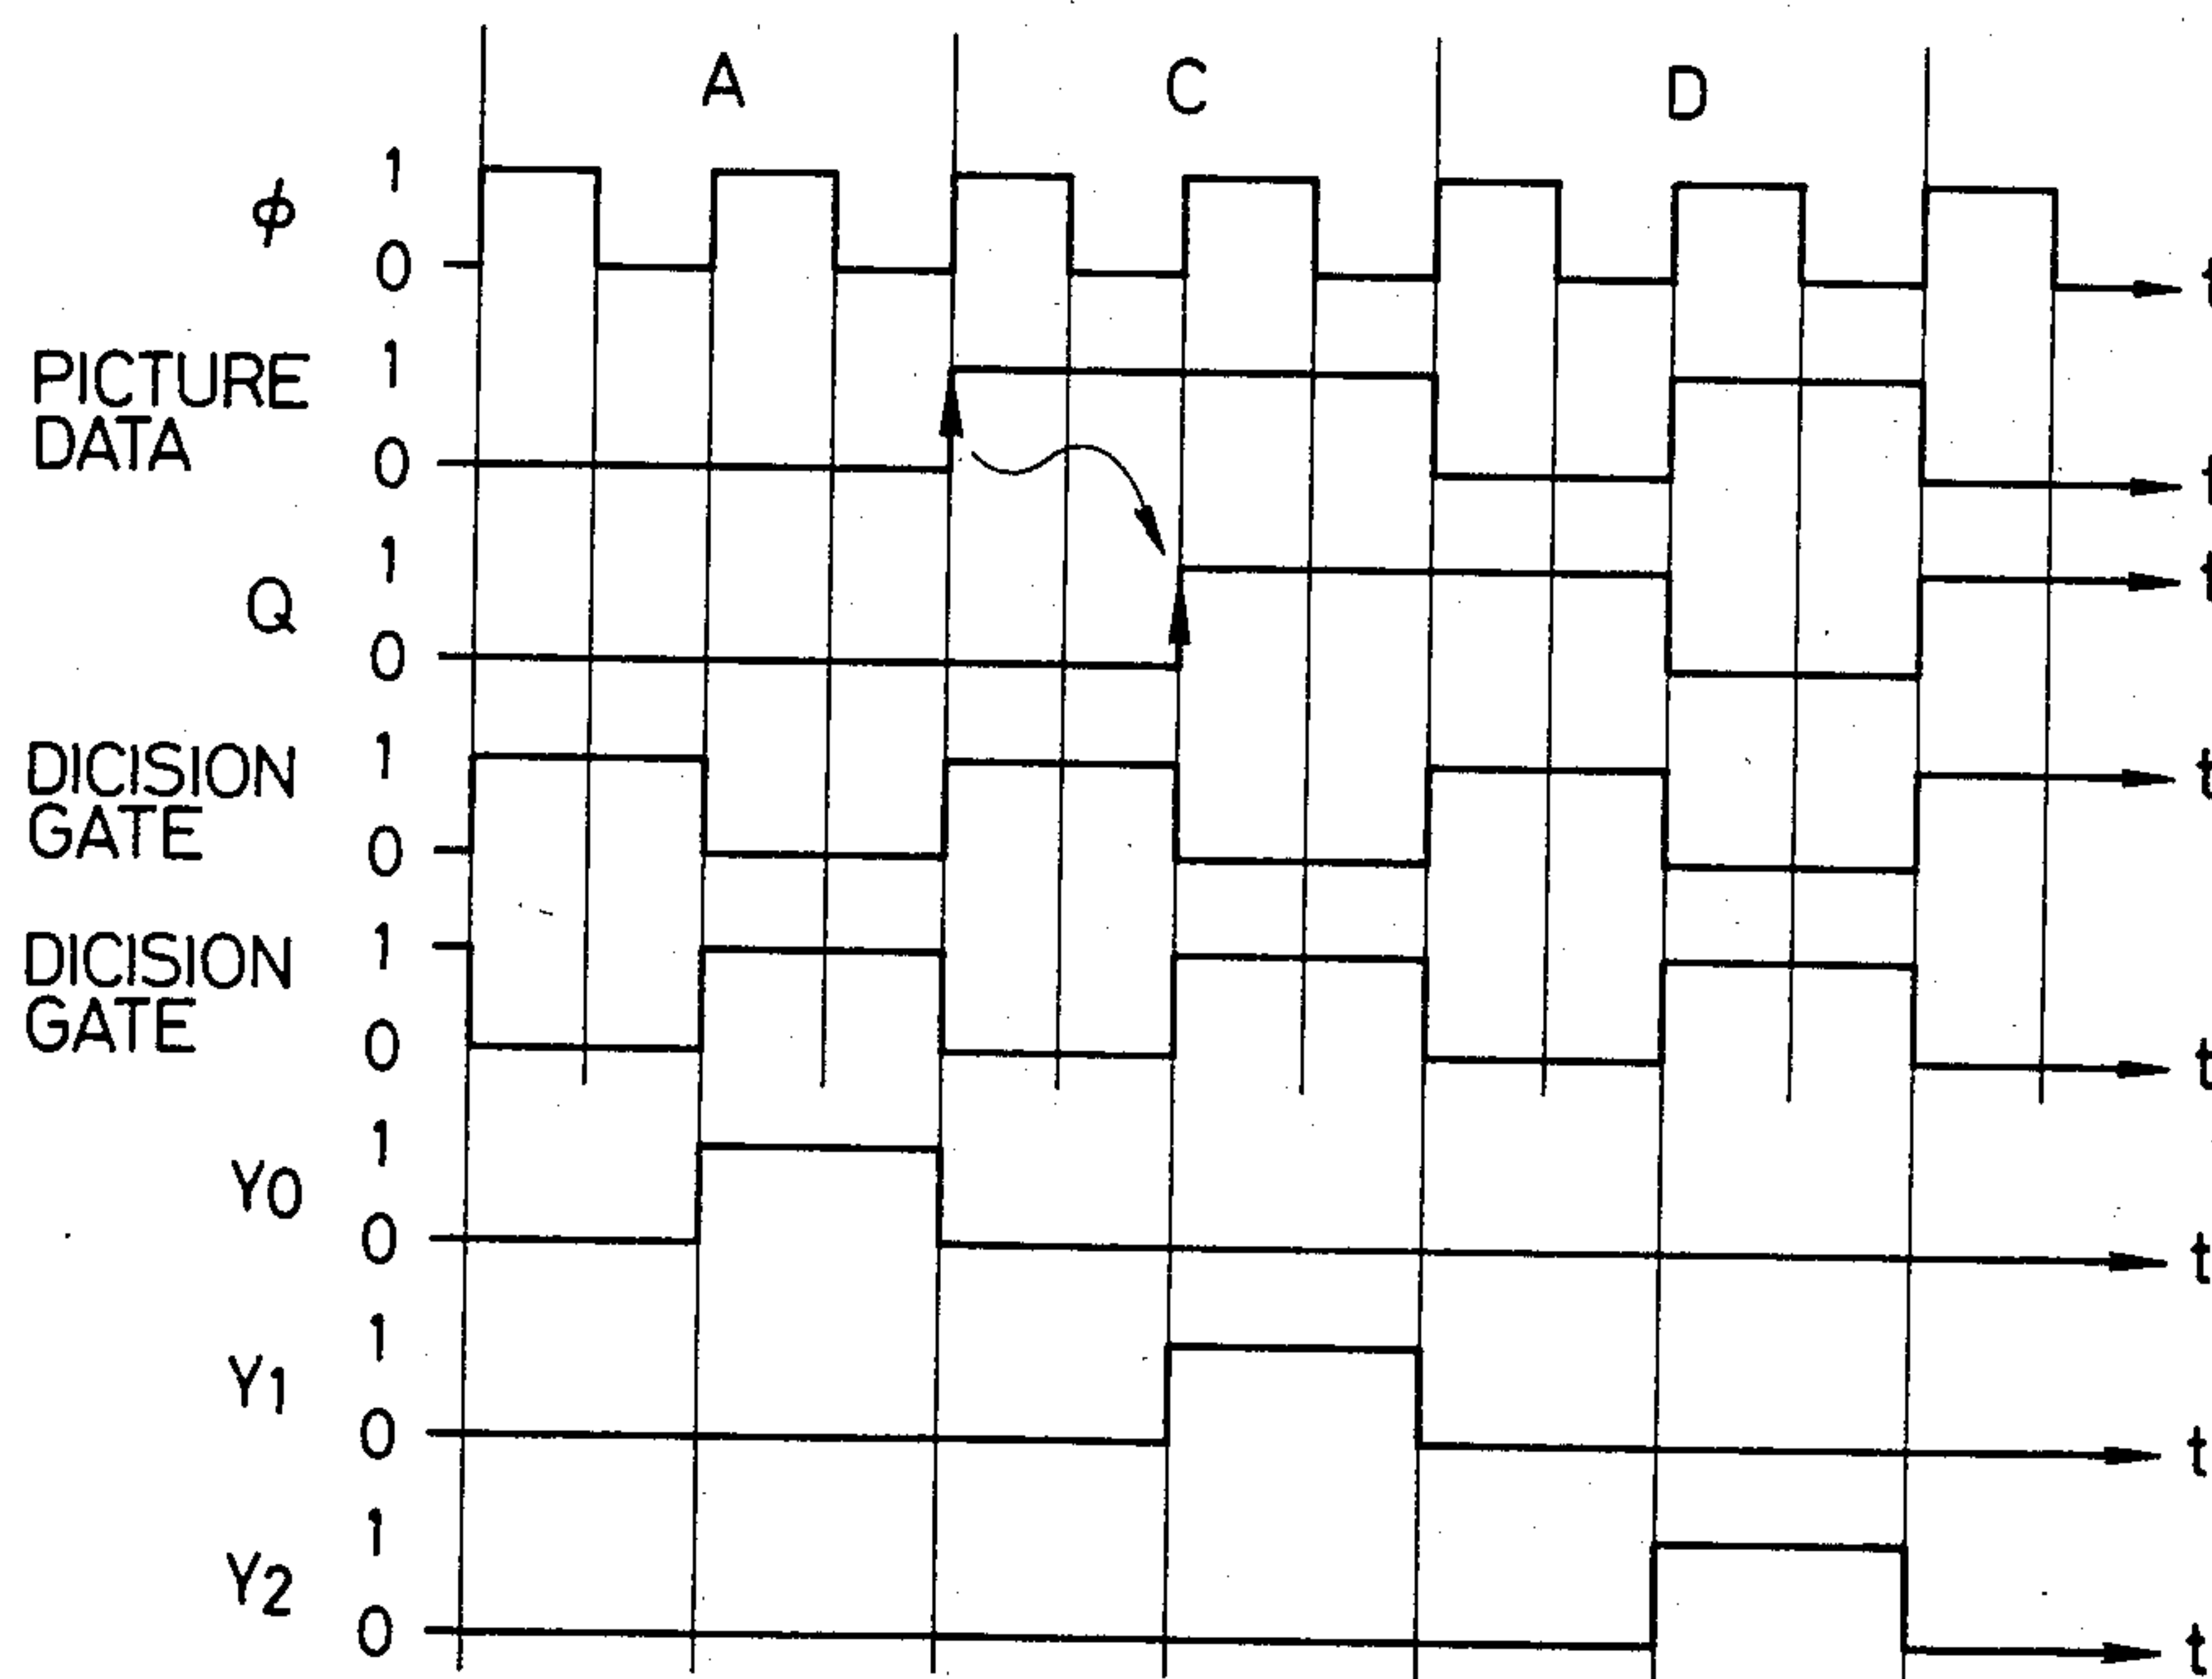 A C D
ϕ 1
0 t
PICTURE 1
DATA 0 t
Q 1 t
0
DICISION 1 t
GATE 0
DICISION 1
GATE 0 t
Y0 1
0 t
Y1 1
0 t
Y2 1
0 t